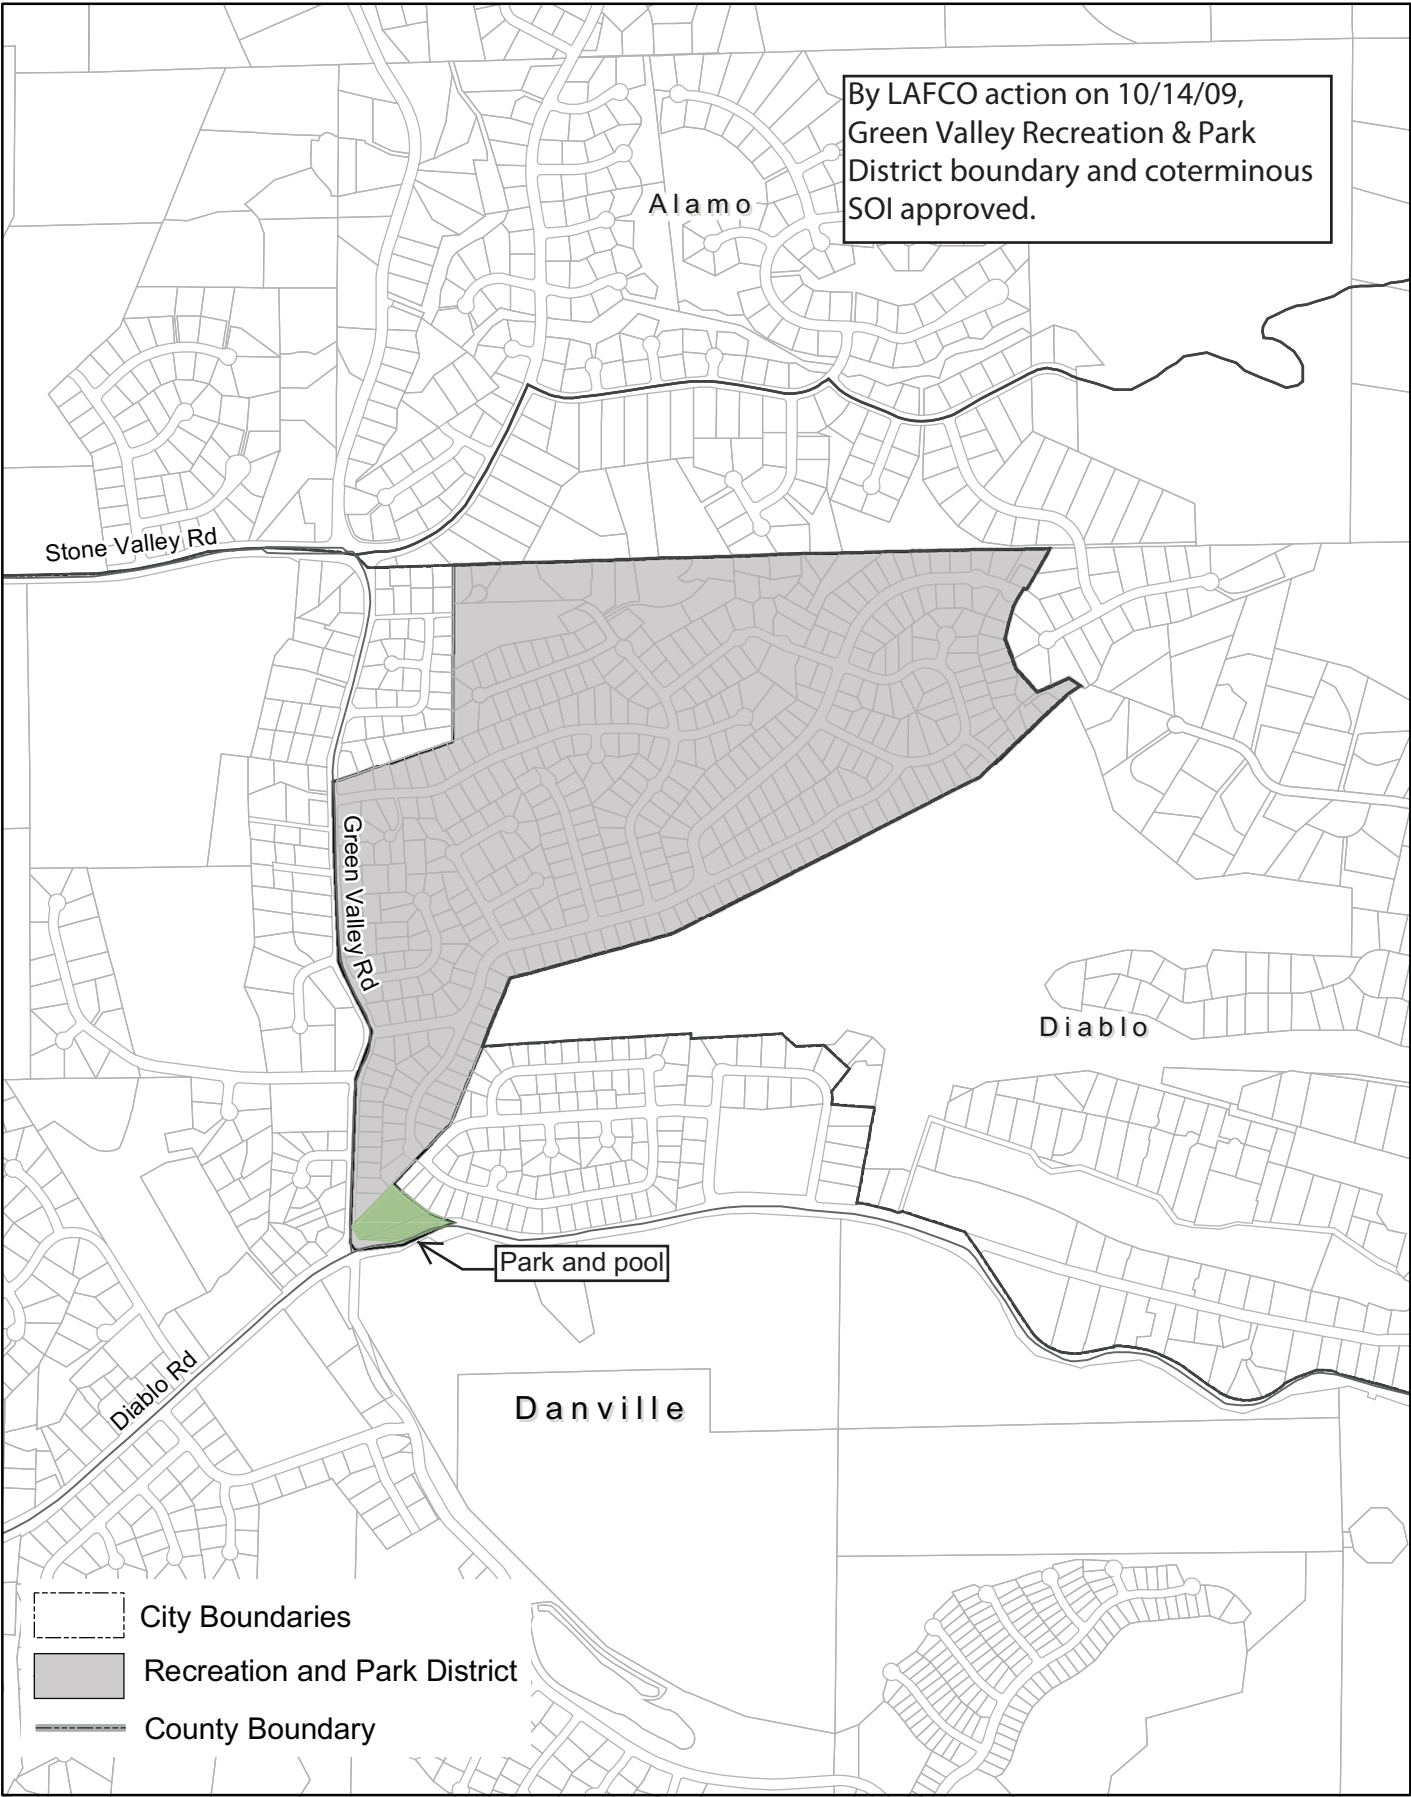 By LAFCO action on 10/14/09,
Green Valley Recreation & Park
District boundary and coterminous
SOI approved.
Alamo
Stone Valley Rd
Green Valley Rd
Diablo
Park and pool
Diablo Rd
Danville
City Boundaries
Recreation and Park District
County Boundary